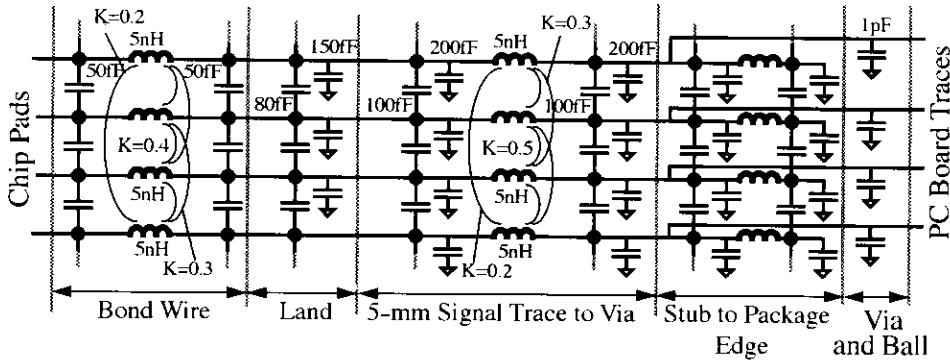 K=0.2
K=0.3
5nH
150fF
200fF
5nH
200fF
1pF
50fF
50fF
80fF
100fF
100fF
K=0.4
K=0.5
5nH
5nH
5nH
5nH
K=0.3
K=0.2
Chip Pads
PC Board Traces
Bond Wire
Land
5-mm Signal Trace to Via
Stub to Package
Edge
Via
and Ball